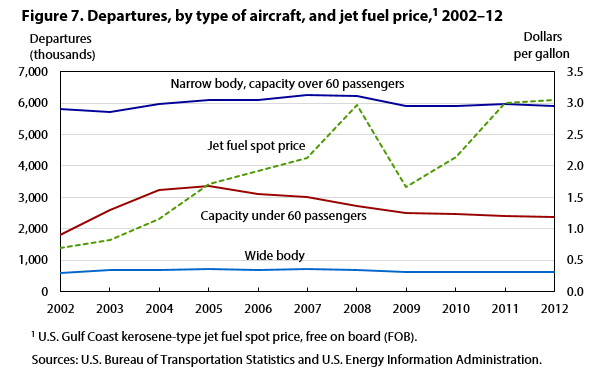 Figure 7. Departures, by type of aircraft, and jet fuel price,¹ 2002–12
Departures
(thousands)
Dollars
per gallon
7,000
3.5
Narrow body, capacity over 60 passengers
6,000
3.0
5,000
2.5
Jet fuel spot price
4,000
2.0
3,000
1.5
Capacity under 60 passengers
2,000
1.0
Wide body
1,000
0.5
0
0.0
2002 2003 2004 2005 2006 2007 2008 2009 2010 2011 2012
¹ U.S. Gulf Coast kerosene-type jet fuel spot price, free on board (FOB).
Sources: U.S. Bureau of Transportation Statistics and U.S. Energy Information Administration.